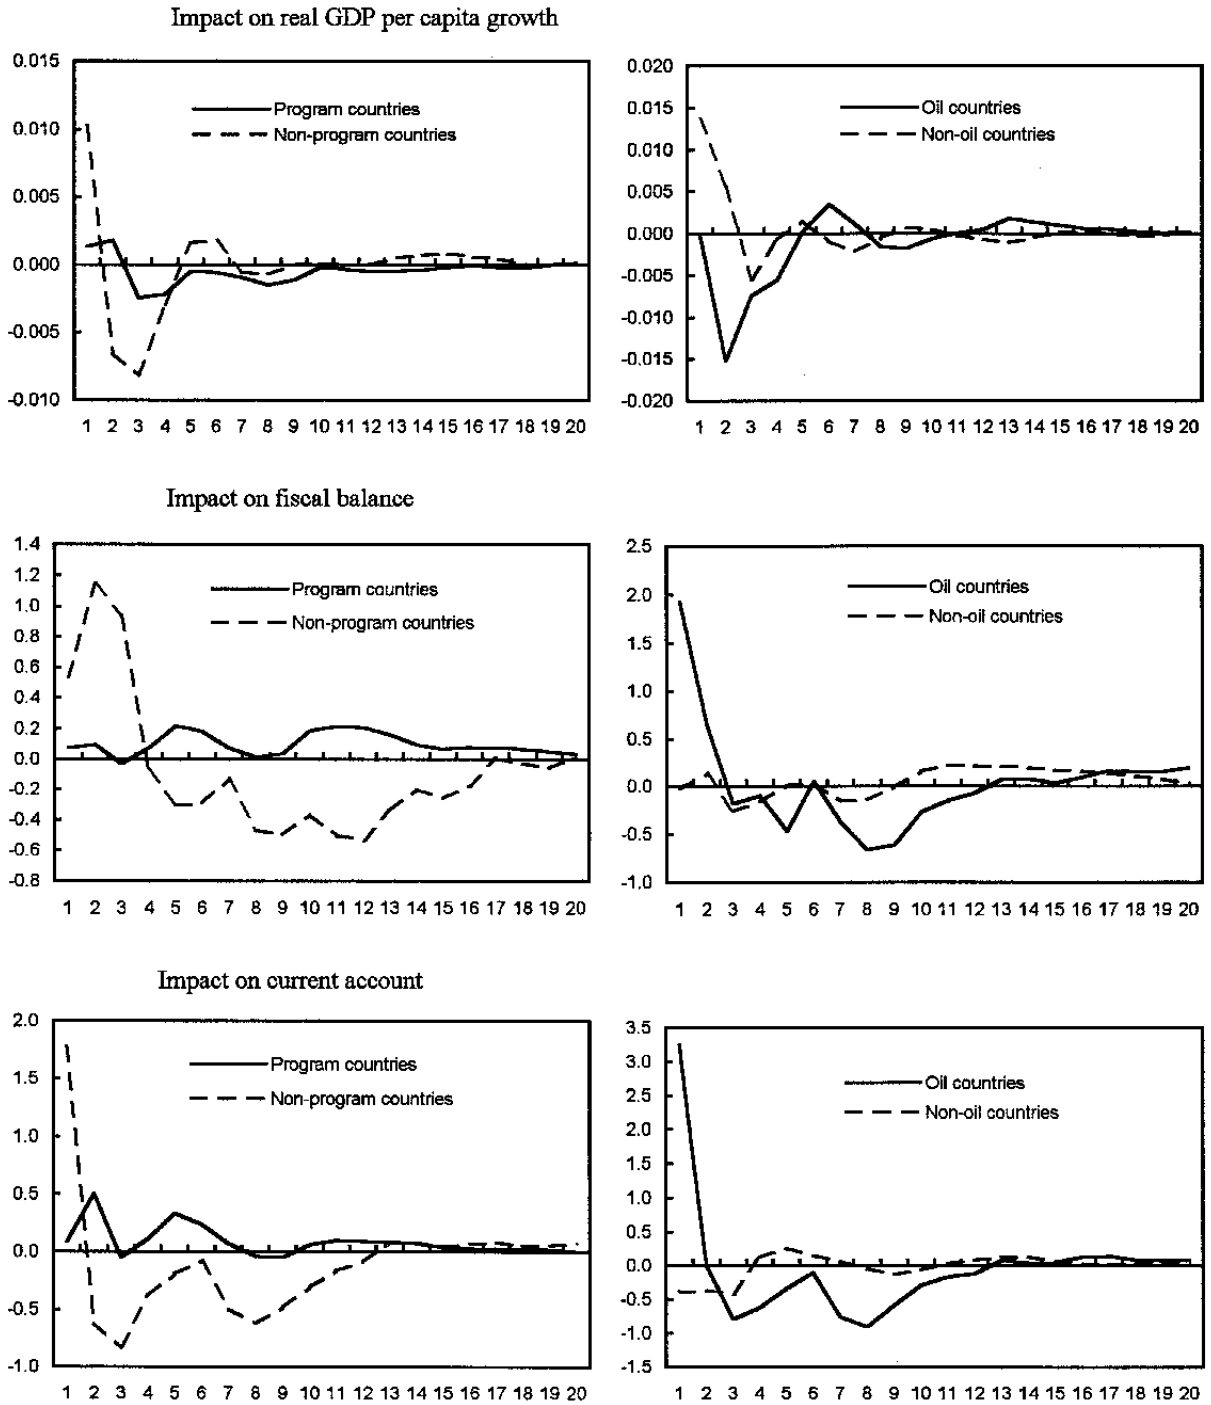 Impact on real GDP per capita growth
0.015
0.010
0.005
0.000
-0.005
-0.010
Program countries
Non-program countries
1 2 3 4 5 6 7 8 9 10 11 12 13 14 15 16 17 18 19 20
0.020
0.015
0.010
0.005
0.000
-0.005
-0.010
-0.015
-0.020
Oil countries
Non-oil countries
1 2 3 4 5 6 7 8 9 10 11 12 13 14 15 16 17 18 19 20
Impact on fiscal balance
1.4
1.2
1.0
0.8
0.6
0.4
0.2
0.0
-0.2
-0.4
-0.6
-0.8
Program countries
Non-program countries
1 2 3 4 5 6 7 8 9 10 11 12 13 14 15 16 17 18 19 20
2.5
2.0
1.5
1.0
0.5
0.0
-0.5
-1.0
Oil countries
Non-oil countries
1 2 3 4 5 6 7 8 9 10 11 12 13 14 15 16 17 18 19 20
Impact on current account
2.0
1.5
1.0
0.5
0.0
-0.5
-1.0
Program countries
Non-program countries
1 2 3 4 5 6 7 8 9 10 11 12 13 14 15 16 17 18 19 20
3.5
3.0
2.5
2.0
1.5
1.0
0.5
0.0
-0.5
-1.0
-1.5
Oil countries
Non-oil countries
1 2 3 4 5 6 7 8 9 10 11 12 13 14 15 16 17 18 19 20